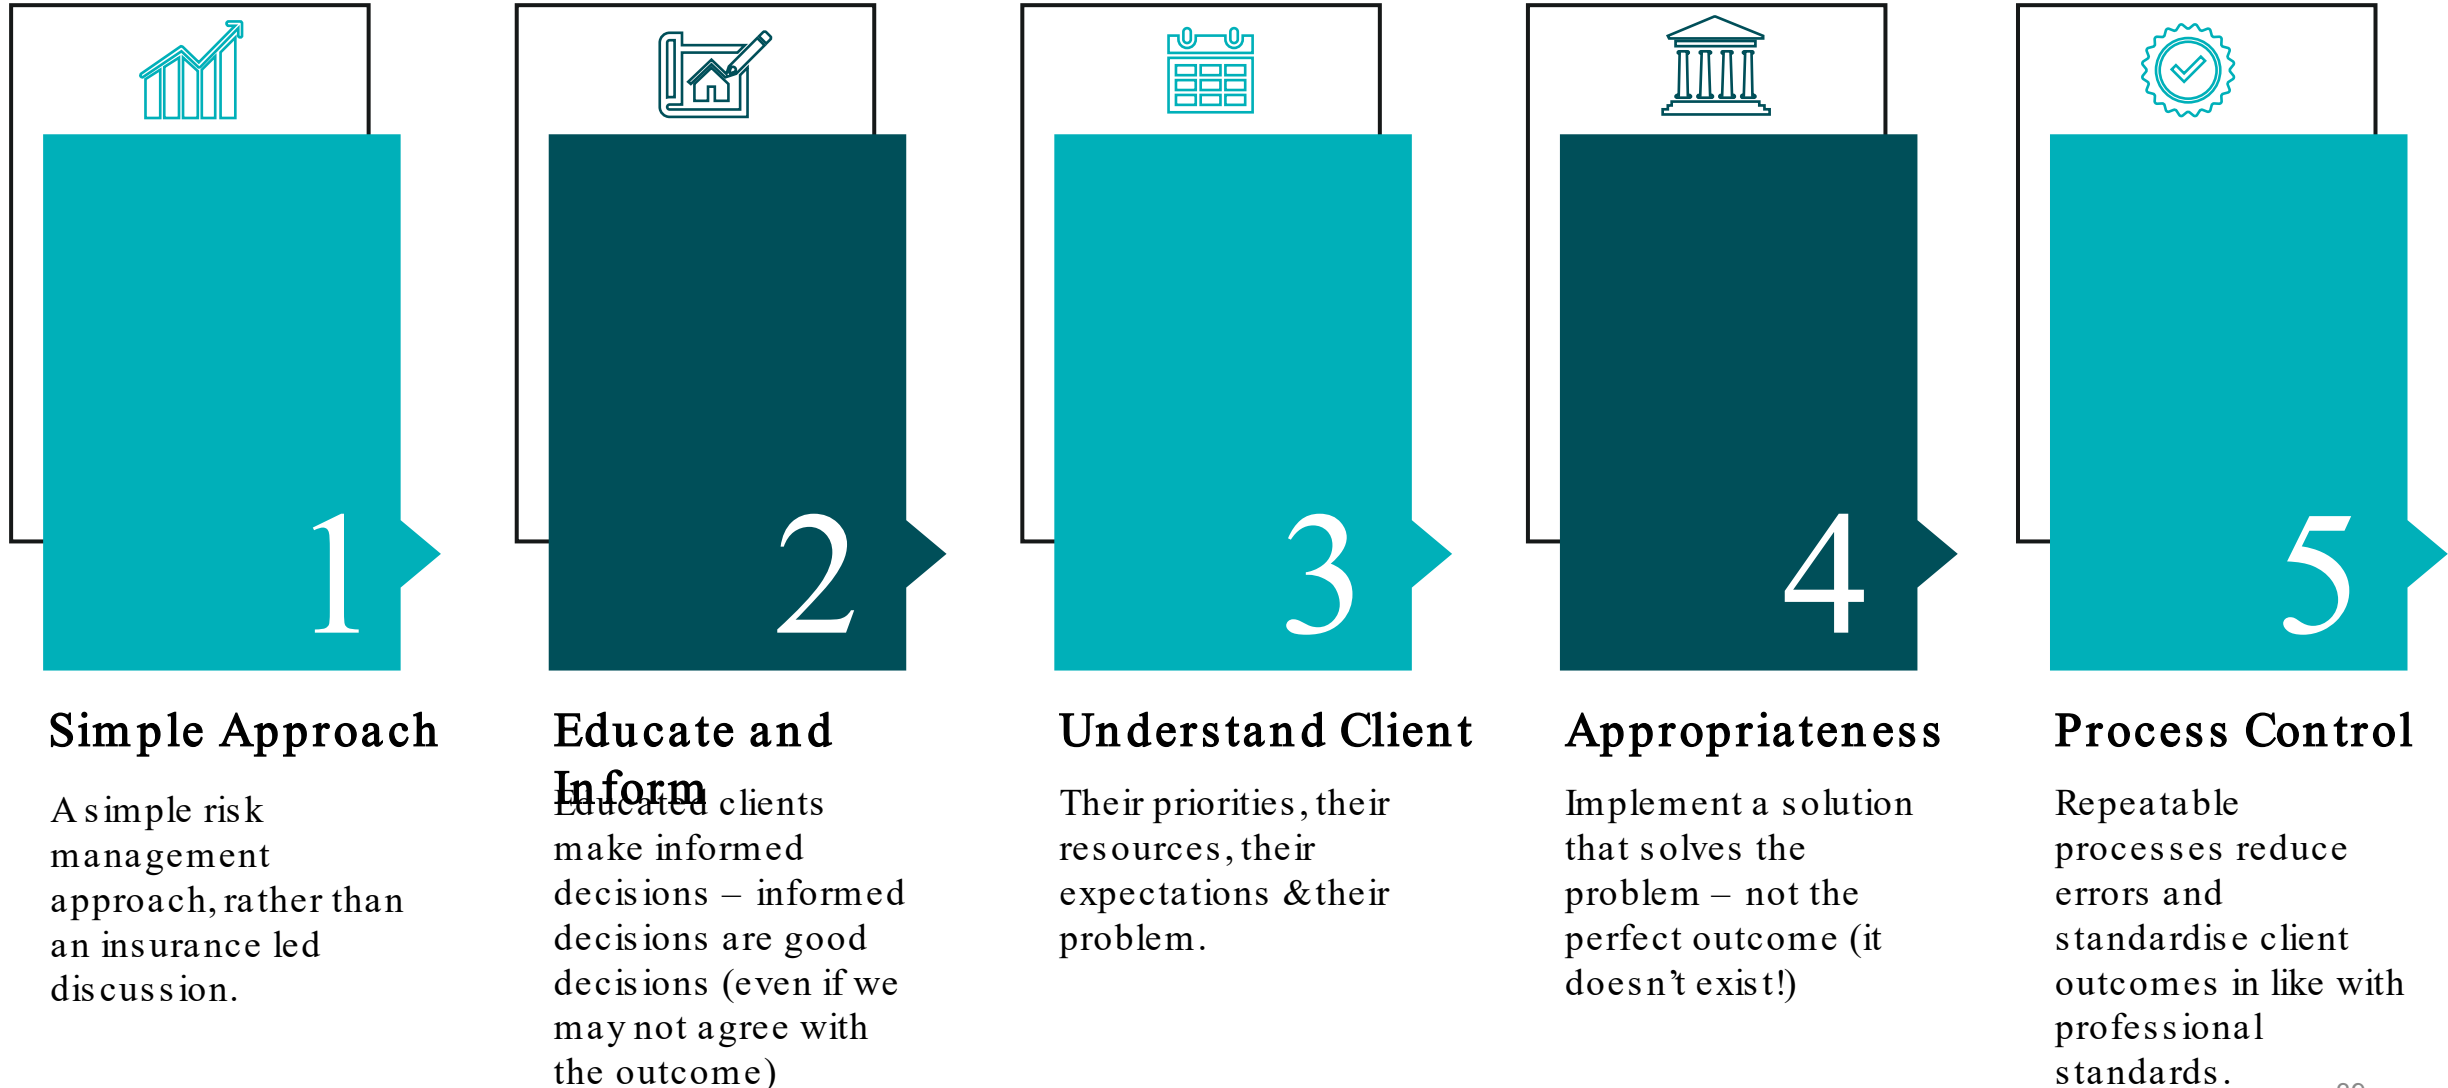 1
Simple Approach
A simple risk
management
approach, rather than
an insurance led
discussion.
2
Educate and
Inform
Educated clients
make informed
decisions – informed
decisions are good
decisions (even if we
may not agree with
the outcome)
3
Understand Client
Their priorities, their
resources, their
expectations & their
problem.
4
Appropriateness
Implement a solution
that solves the
problem – not the
perfect outcome (it
doesn’t exist!)
5
Process Control
Repeatable
processes reduce
errors and
standardise client
outcomes in like with
professional
standards.